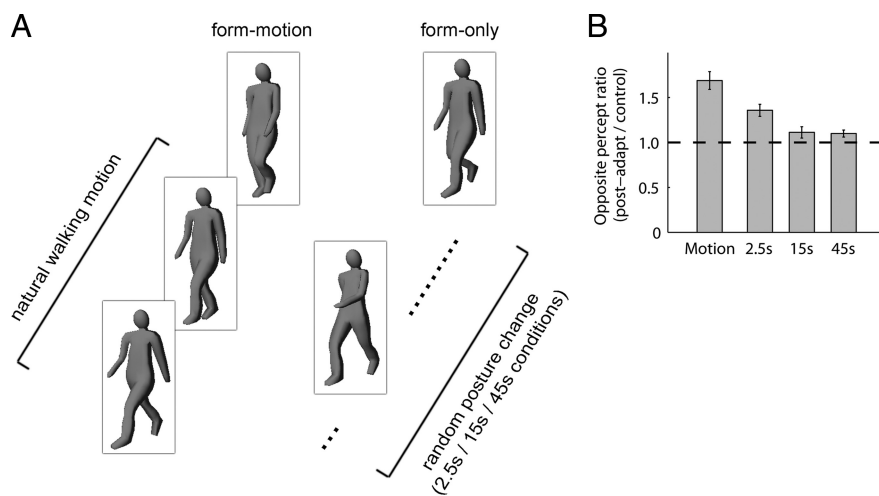 A
form-motion
form-only
natural walking motion
random posture change
(2.5s / 15s / 45s conditions)
B
Opposite percept ratio
(post–adapt / control)
1.5
1.0
0.5
0
Motion 2.5s 15s 45s